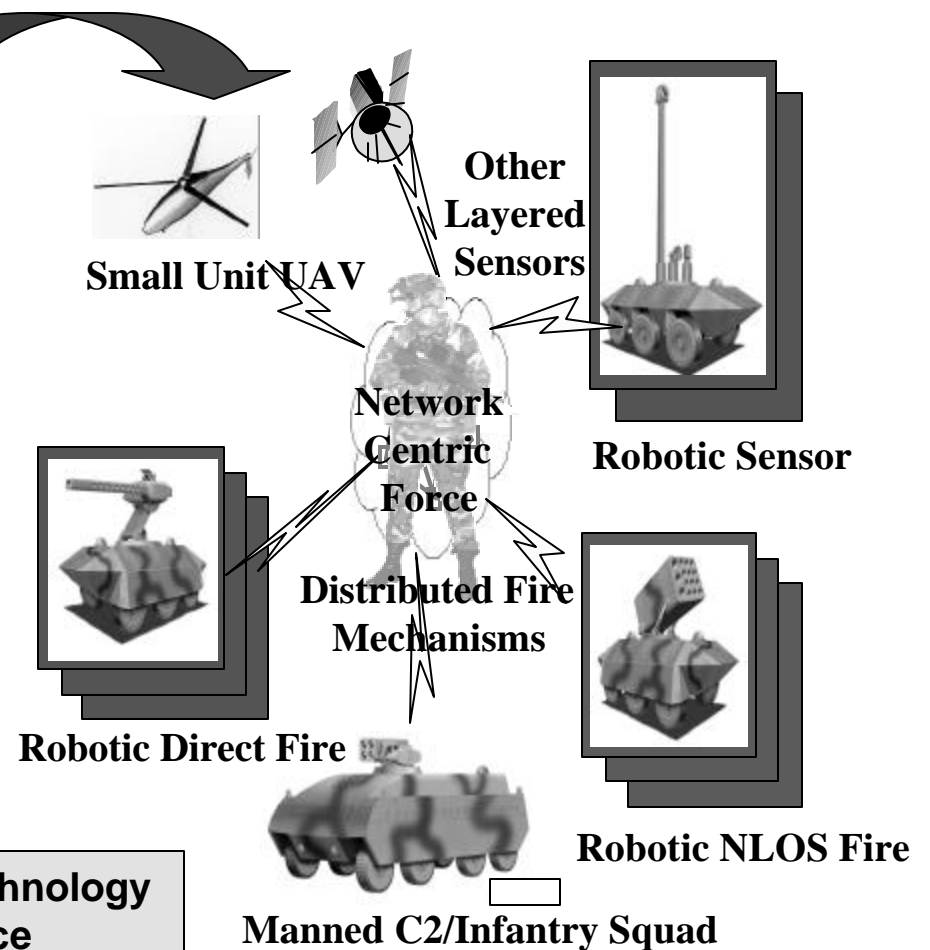 Other
Layered
Sensors
Small Unit UAV
Network
Centric
Force
Robotic Sensor
Distributed Fire
Mechanisms
Robotic Direct Fire
Robotic NLOS Fire
hnology
ce
Manned C2/Infantry Squad